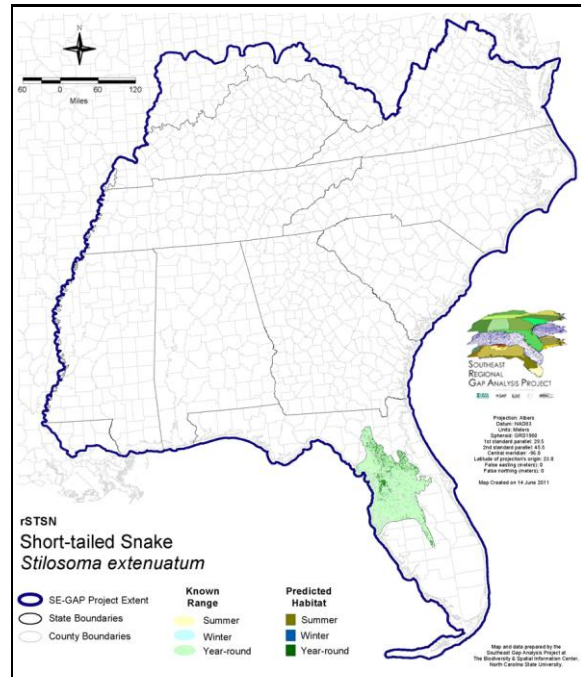 N
60 0 60 120
Miles
SOUTHEAST
REGIONAL
GAP ANALYSIS PROJECT
Projection: Albers
Datum: NAD83
Units: Meters
Spheroid: GRS1980
1st standard parallel: 29.5
2nd standard parallel: 45.5
Central meridian: -96.0
Latitude of projection's origin: 23.0
False easting (meters): 0
False northing (meters): 0
Map Created on 14 June 2011
rSTSN
Short-tailed Snake
Stilosoma extenuatum
SE-GAP Project Extent
State Boundaries
County Boundaries
Known
Range
Summer
Winter
Year-round
Predicted
Habitat
Summer
Winter
Year-round
Map and data prepared by the
Southeast Gap Analysis Project at
The Biodiversity & Spatial Information Center,
North Carolina State University.